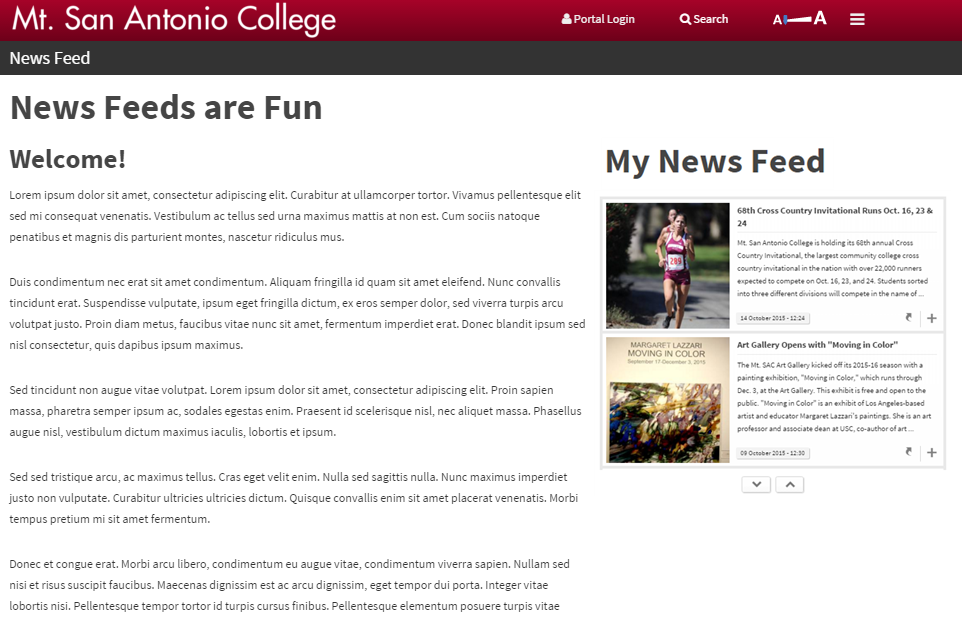 Mt. San Antonio College
Portal Login
Search
A A
News Feed
News Feeds are Fun
Welcome!
Lorem ipsum dolor sit amet, consectetur adipiscing elit. Curabitur at ullamcorper tortor. Vivamus pellentesque elit
sed mi consequat venenatis. Vestibulum ac tellus sed urna maximus mattis at non est. Cum sociis natoque
penatibus et magnis dis parturient montes, nascetur ridiculus mus.
Duis condimentum nec erat sit amet condimentum. Aliquam fringilla id quam sit amet eleifend. Nunc convallis
tincidunt erat. Suspendisse vulputate, ipsum eget fringilla dictum, ex eros semper dolor, sed viverra turpis arcu
volutpat justo. Proin diam metus, faucibus vitae nunc sit amet, fermentum imperdiet erat. Donec blandit ipsum sed
nisl consectetur, quis dapibus ipsum maximus.
Sed tincidunt non augue vitae volutpat. Lorem ipsum dolor sit amet, consectetur adipiscing elit. Proin sapien
massa, pharetra semper ipsum ac, sodales egestas enim. Praesent id scelerisque nisl, nec aliquet massa. Phasellus
augue nisl, vestibulum dictum maximus iaculis, lobortis et ipsum.
Sed sed tristique arcu, ac maximus tellus. Cras eget velit enim. Nulla sed sagittis nulla. Nunc maximus imperdiet
justo non vulputate. Curabitur ultricies ultricies dictum. Quisque convallis enim sit amet placerat venenatis. Morbi
tempus pretium mi sit amet fermentum.
Donec et congue erat. Morbi arcu libero, condimentum eu augue vitae, condimentum viverra sapien. Nullam sed
nisi et risus suscipit faucibus. Maecenas dignissim est ac arcu dignissim, eget tempor dui porta. Integer vitae
lobortis nisi. Pellentesque tempor tortor id turpis cursus finibus. Pellentesque elementum posuere turpis vitae
My News Feed
289
68th Cross Country Invitational Runs Oct. 16, 23 &
24
Mt. San Antonio College is holding its 68th annual Cross
Country Invitational, the largest community college cross
country invitational in the nation with over 22,000 runners
expected to compete on Oct. 16, 23, and 24. Students sorted
into three different divisions will compete in the name of ...
14 October 2015 - 12:24
MARGARET LAZZARI
MOVING IN COLOR
September 17-December 3, 2015
Art Gallery Opens with "Moving in Color"
The Mt. SAC Art Gallery kicked off its 2015-16 season with a
painting exhibition, "Moving in Color," which runs through
Dec. 3, at the Art Gallery. This exhibit is free and open to the
public. "Moving in Color" is an exhibit of Los Angeles-based
artist and educator Margaret Lazzari's paintings. She is an art
professor and associate dean at USC, co-author of art ...
09 October 2015 - 12:30